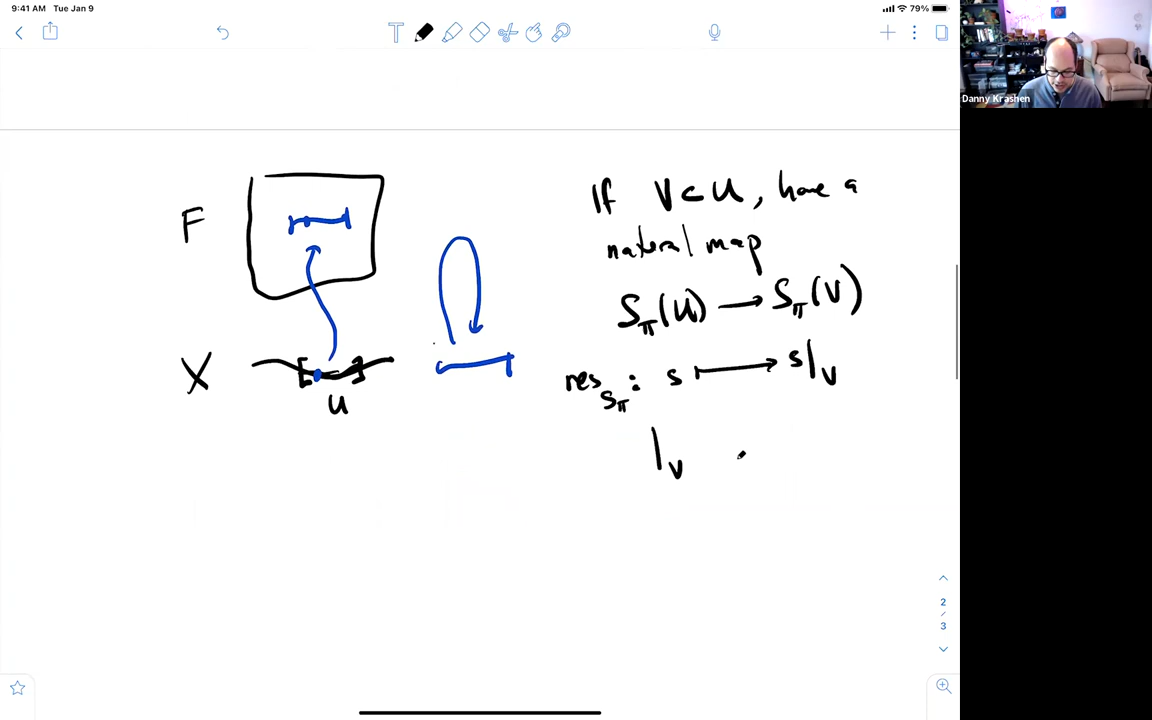 9:41 AM Tue Jan 9
79%
Danny Krashen
F
X
U
If V ⊂ U, have a
natural map
S_π(U) → S_π(V)
res_{S_π}: s ↦ s|_V
|_V
2
/
3